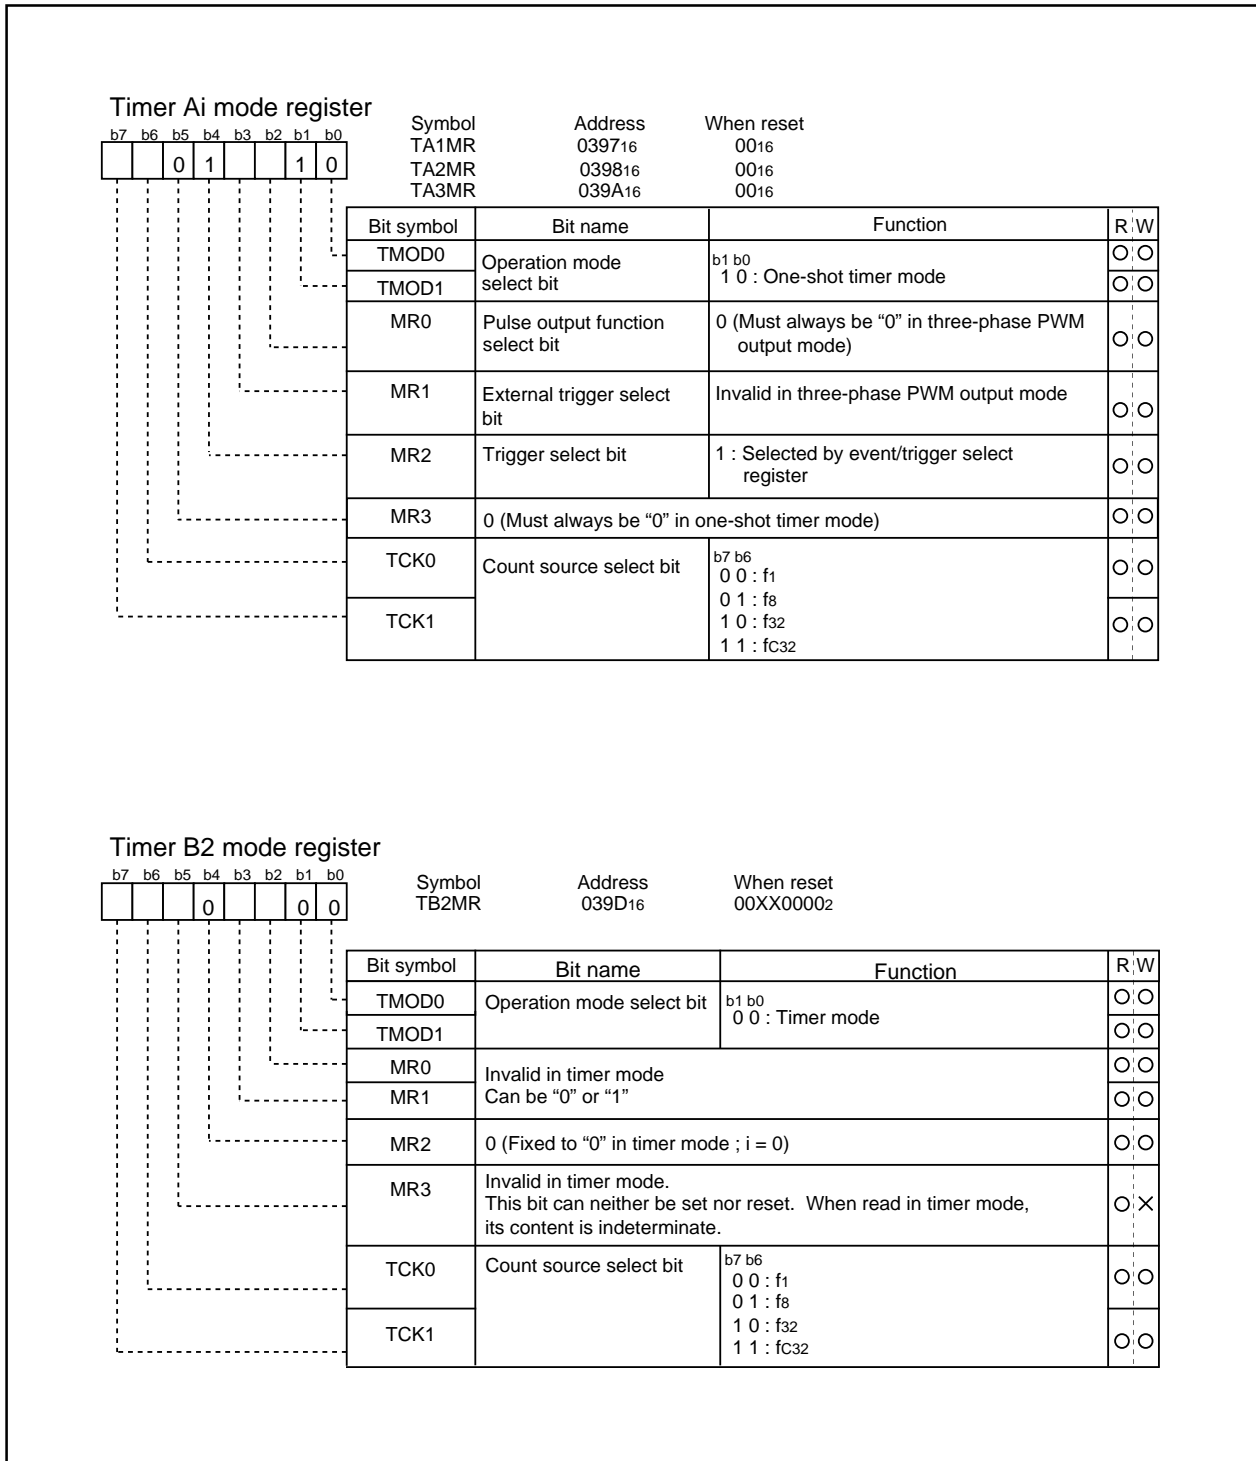 Timer Ai mode register
b7 b6 b5 b4 b3 b2 b1 b0
0 1 1 0
Symbol Address When reset
TA1MR 039716 0016
TA2MR 039816 0016
TA3MR 039A16 0016
Bit symbol Bit name Function R W
TMOD0
TMOD1
Operation mode
select bit
b1 b0
1 0 : One-shot timer mode
MR0 Pulse output function
select bit
0 (Must always be “0” in three-phase PWM
output mode)
MR1 External trigger select
bit
Invalid in three-phase PWM output mode
MR2 Trigger select bit 1 : Selected by event/trigger select
register
MR3 0 (Must always be “0” in one-shot timer mode)
TCK0
TCK1
Count source select bit
b7 b6
0 0 : f1
0 1 : f8
1 0 : f32
1 1 : fC32
Timer B2 mode register
b7 b6 b5 b4 b3 b2 b1 b0
0 0 0
Symbol Address When reset
TB2MR 039D16 00XX00002
Bit symbol Bit name Function R W
TMOD0
TMOD1
Operation mode select bit
b1 b0
0 0 : Timer mode
MR0
MR1
Invalid in timer mode
Can be “0” or “1”
MR2 0 (Fixed to “0” in timer mode ; i = 0)
MR3 Invalid in timer mode.
This bit can neither be set nor reset. When read in timer mode,
its content is indeterminate.
TCK0
TCK1
Count source select bit
b7 b6
0 0 : f1
0 1 : f8
1 0 : f32
1 1 : fC32